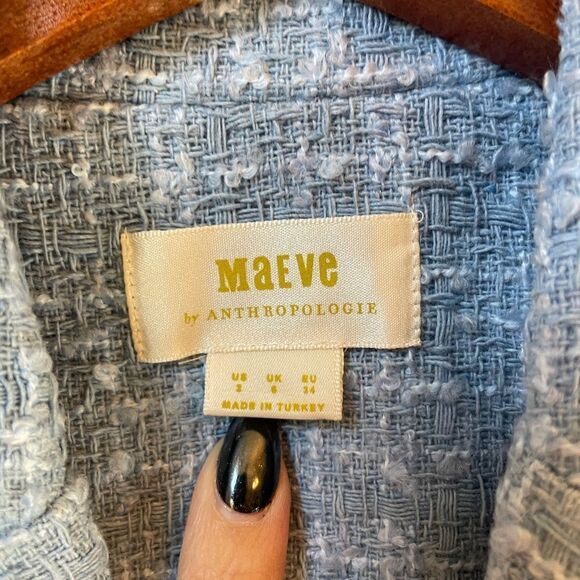 MaEVe
by ANTHROPOLOGIE
US UK EU
2 6 34
MADE IN TURKEY